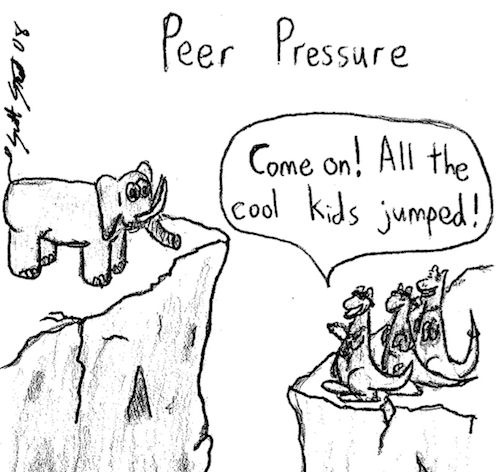 Peer Pressure
Come on! All the
cool kids jumped!